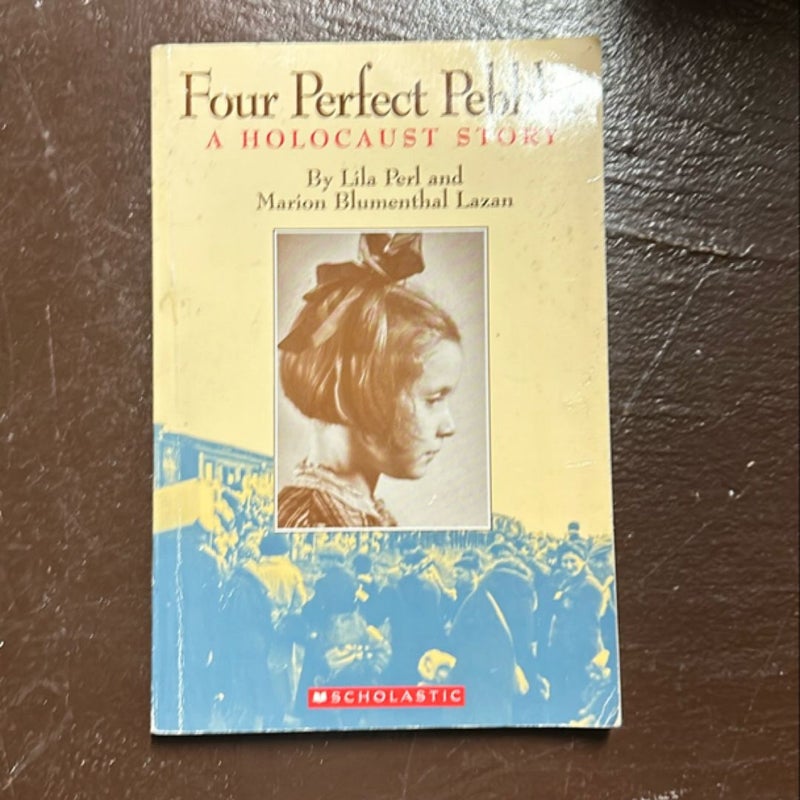 Four Perfect
A HOLOCAUST STORY
By Lila Perl and
Marion Blumenthal Lazan
SCHOLASTIC